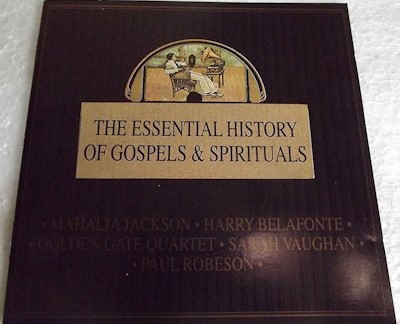 THE ESSENTIAL HISTORY
OF GOSPELS & SPIRITUALS
• MAHALIA JACKSON • HARRY BELAFONTE •
• GOLDEN GATE QUARTET • SARAH VAUGHAN •
• PAUL ROBESON •